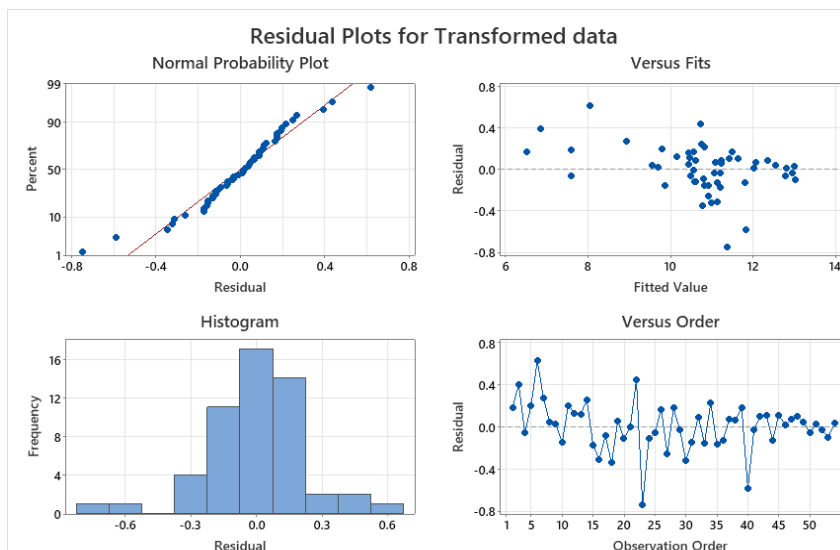 Residual Plots for Transformed data
Normal Probability Plot
99
90
50
10
1
Percent
-0.8 -0.4 0.0 0.4 0.8
Residual
Versus Fits
0.8
0.4
0.0
-0.4
-0.8
Residual
6 8 10 12 14
Fitted Value
Histogram
16
12
8
4
0
Frequency
-0.6 -0.3 0.0 0.3 0.6
Residual
Versus Order
0.8
0.4
0.0
-0.4
-0.8
Residual
1 5 10 15 20 25 30 35 40 45 50
Observation Order